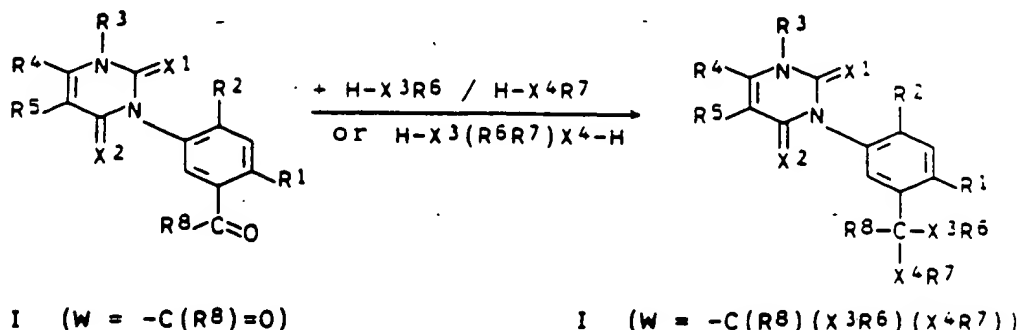 R3
R4
N
X1
R5
N
R2
X2
R1
R8
C
O
+ H-X3R6 / H-X4R7
or H-X3(R6R7)X4-H
R3
R4
N
X1
R5
N
R2
X2
R1
R8-C-X3R6
X4R7
I (W = -C(R8)=O)
I (W = -C(R8)(X3R6)(X4R7))